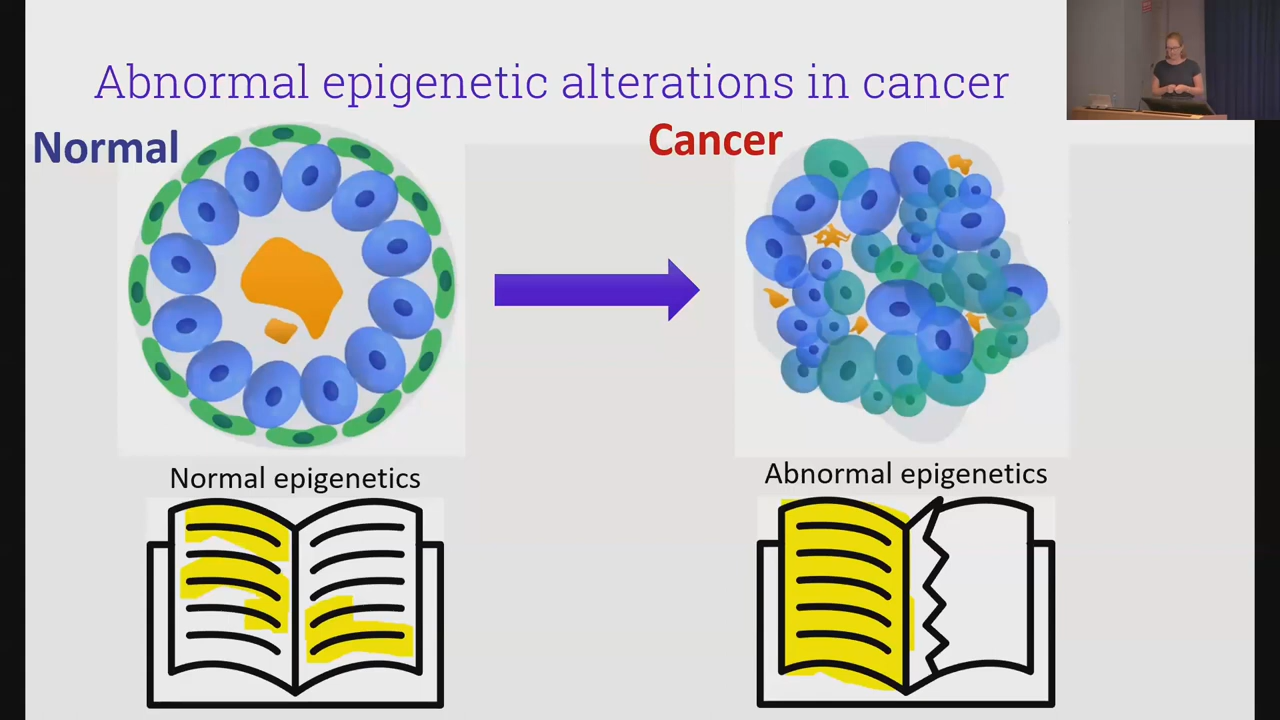 Abnormal epigenetic alterations in cancer
Normal
Cancer
Normal epigenetics
Abnormal epigenetics